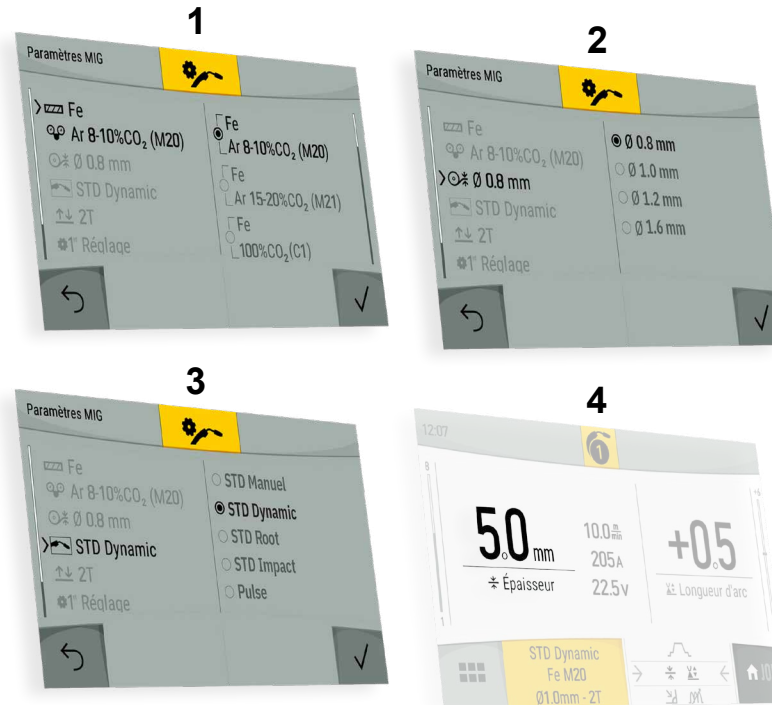 1
Paramètres MIG
Fe
Ar 8-10%CO₂ (M20)
Ø 0.8 mm
STD Dynamic
2T
1° Réglage
Fe
Ar 8-10%CO₂ (M20)
Fe
Ar 15-20%CO₂ (M21)
Fe
100%CO₂(C1)
2
Paramètres MIG
Fe
Ar 8-10%CO₂ (M20)
Ø 0.8 mm
STD Dynamic
2T
1° Réglage
Ø 0.8 mm
Ø 1.0 mm
Ø 1.2 mm
Ø 1.6 mm
3
Paramètres MIG
Fe
Ar 8-10%CO₂ (M20)
Ø 0.8 mm
STD Dynamic
2T
1° Réglage
STD Manuel
STD Dynamic
STD Root
STD Impact
Pulse
4
12:07
1
8
1
5.0 mm
Épaisseur
10.0 m/min
205A
22.5V
+0.5
Longueur d'arc
STD Dynamic
Fe M20
Ø1.0mm - 2T